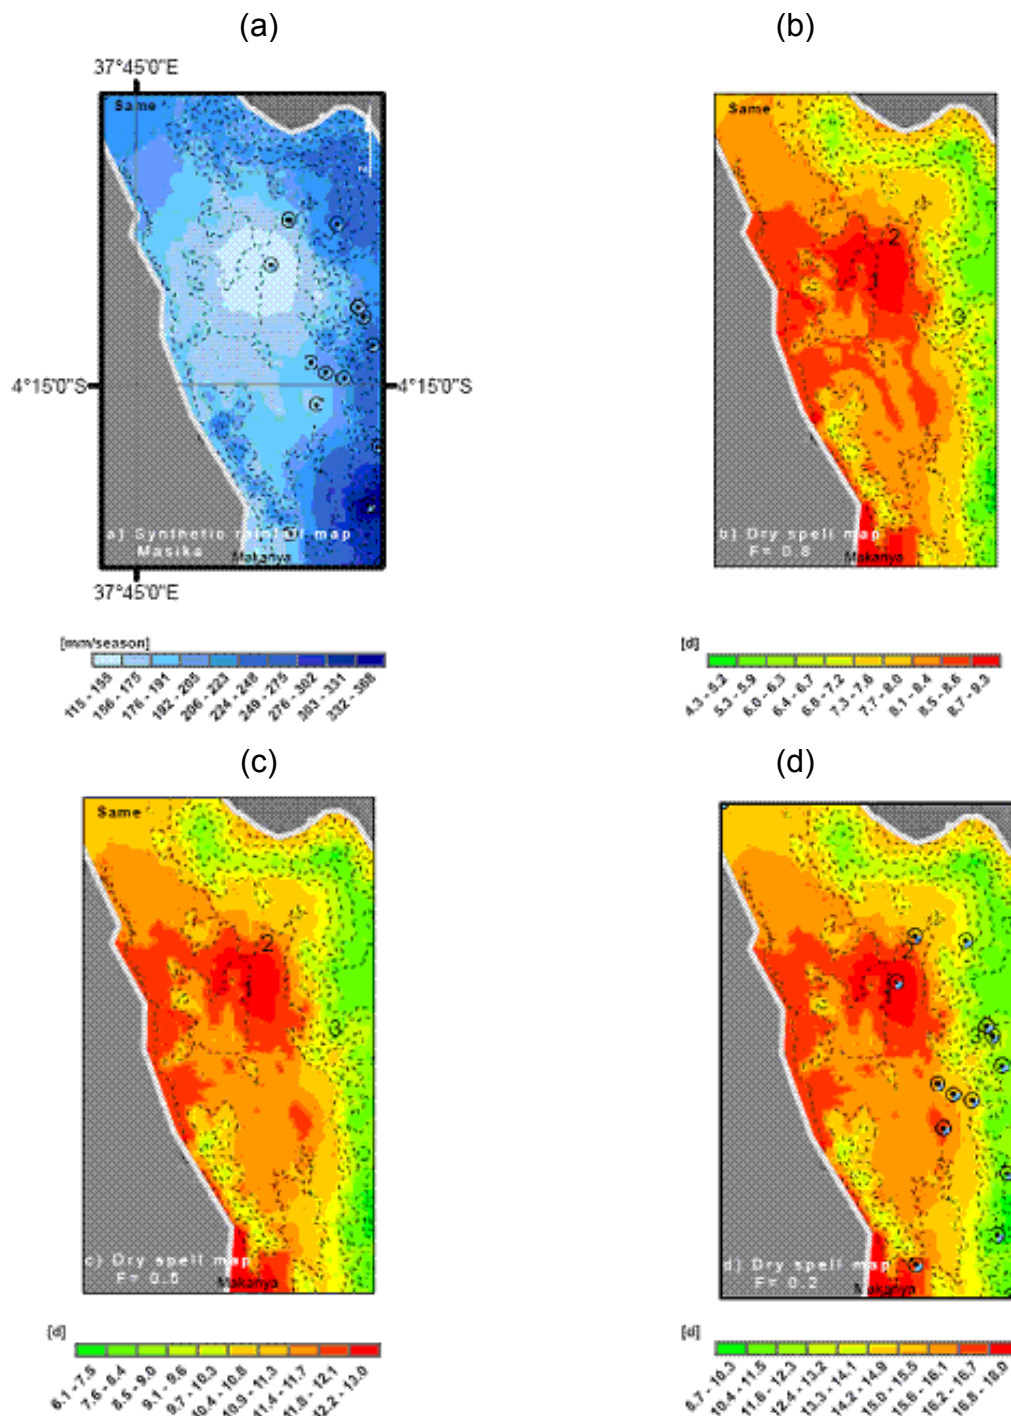 (a)
(b)
37°45'0"E
Same
Same
2
1
3
4°15'0"S
4°15'0"S
a) Synthetic rainfall map
Masika
Makanya
b) Dry spell map
F= 0.8
Makanya
37°45'0"E
[mm/season]
115 - 155
156 - 175
176 - 191
192 - 205
206 - 223
224 - 248
249 - 275
276 - 302
303 - 331
332 - 368
[d]
4.3 - 5.2
5.3 - 5.9
6.0 - 6.3
6.4 - 6.7
6.8 - 7.2
7.3 - 7.6
7.7 - 8.0
8.1 - 8.4
8.5 - 8.6
8.7 - 9.3
(c)
(d)
Same
2
1
3
2
c) Dry spell map
F= 0.5
Makanya
d) Dry spell map
F= 0.2
Makanya
[d]
6.1 - 7.5
7.6 - 8.4
8.5 - 9.0
9.1 - 9.6
9.7 - 10.3
10.4 - 10.8
10.9 - 11.3
11.4 - 11.7
11.8 - 12.1
12.2 - 13.0
[d]
10.4 - 11.5
11.6 - 12.3
12.4 - 13.2
13.3 - 14.1
14.2 - 14.9
15.0 - 15.5
15.6 - 16.1
16.2 - 16.7
16.8 - 18.0